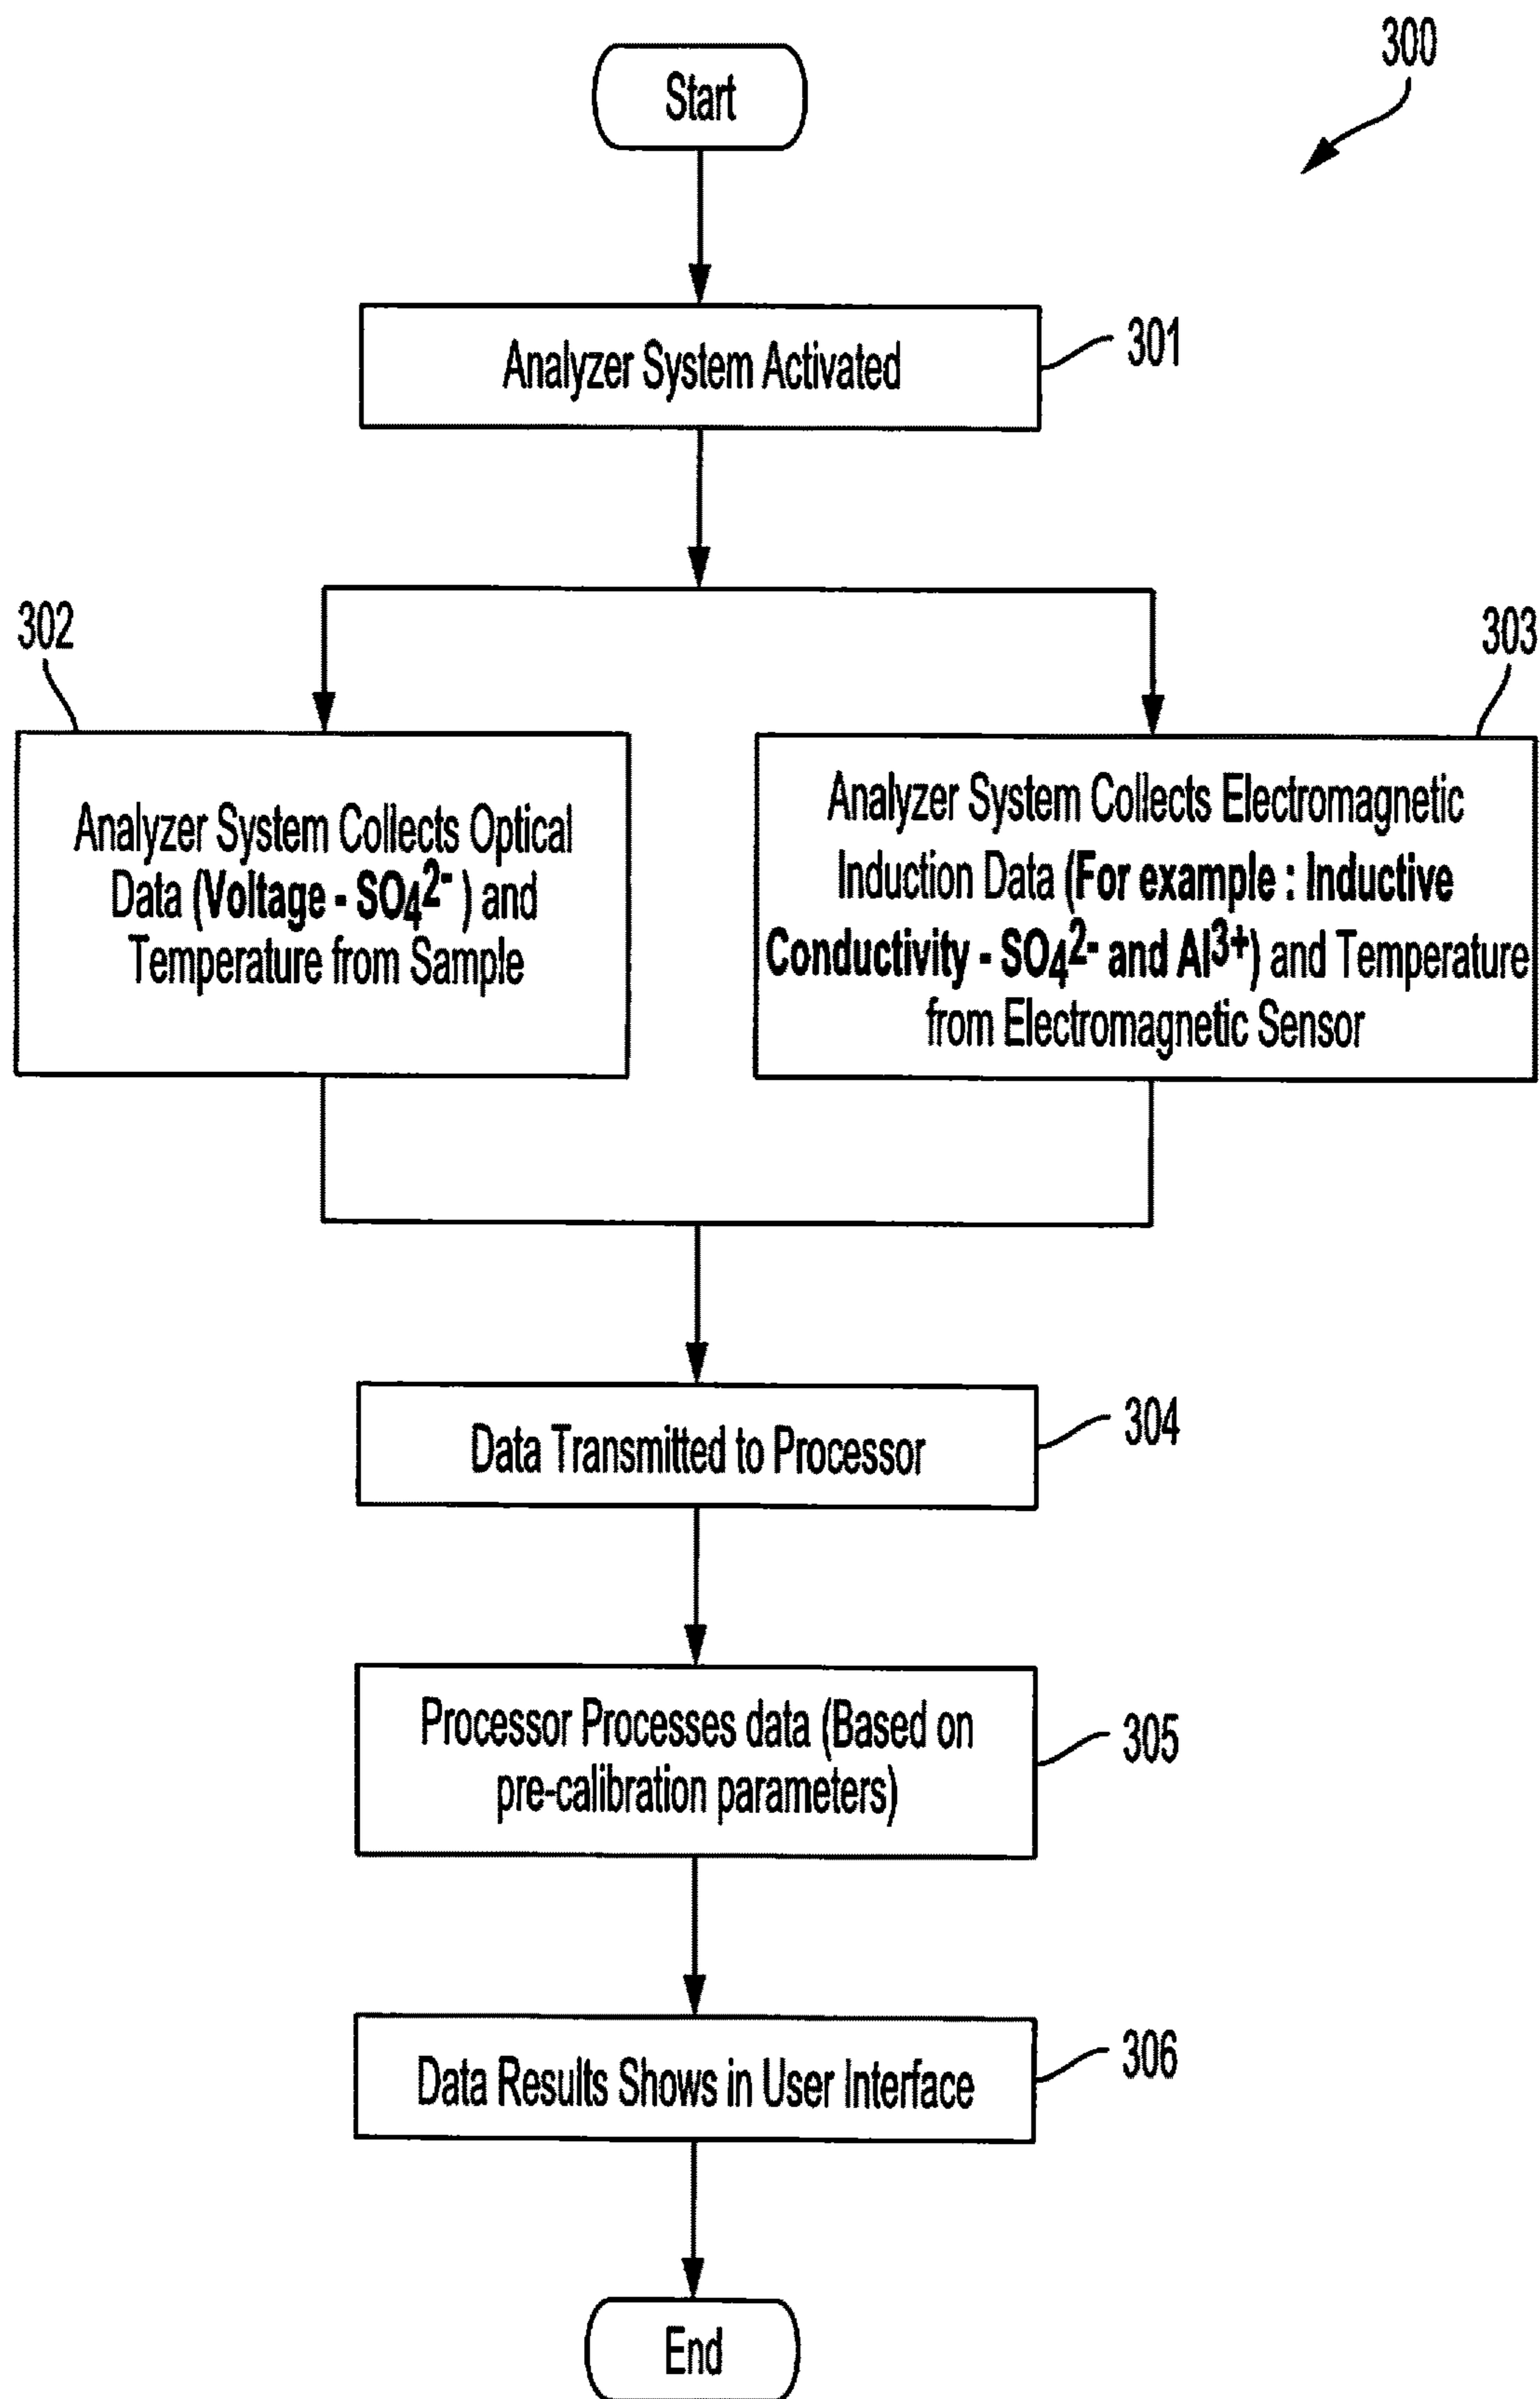 300
Start
Analyzer System Activated
301
302
Analyzer System Collects Optical
Data (Voltage - SO₄²⁻ ) and
Temperature from Sample
303
Analyzer System Collects Electromagnetic
Induction Data (For example : Inductive
Conductivity - SO₄²⁻ and Al³⁺) and Temperature
from Electromagnetic Sensor
Data Transmitted to Processor
304
Processor Processes data (Based on
pre-calibration parameters)
305
Data Results Shows in User Interface
306
End